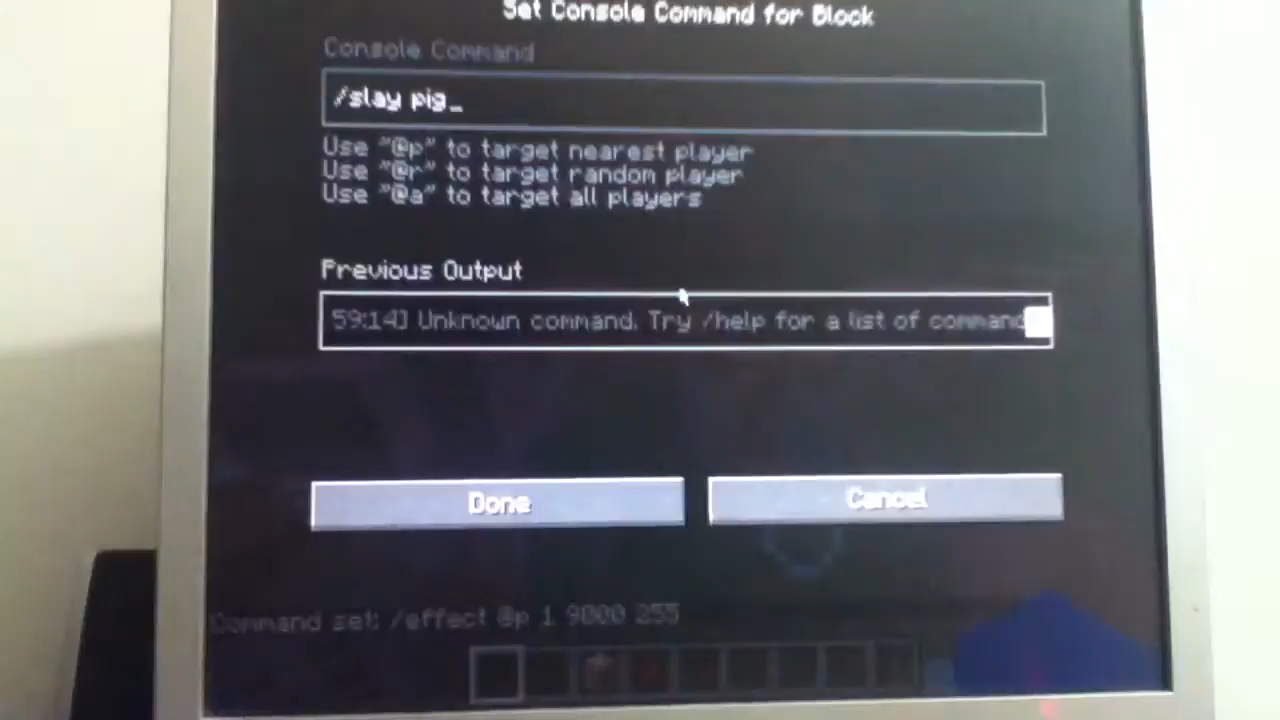 Set Console Command for Block
Console Command
/slay pig_
Use "@p" to target nearest player
Use "@r" to target random player
Use "@a" to target all players
Previous Output
59:14] Unknown command. Try /help for a list of command
Done
Cancel
Command set: /effect @p 1 9000 255